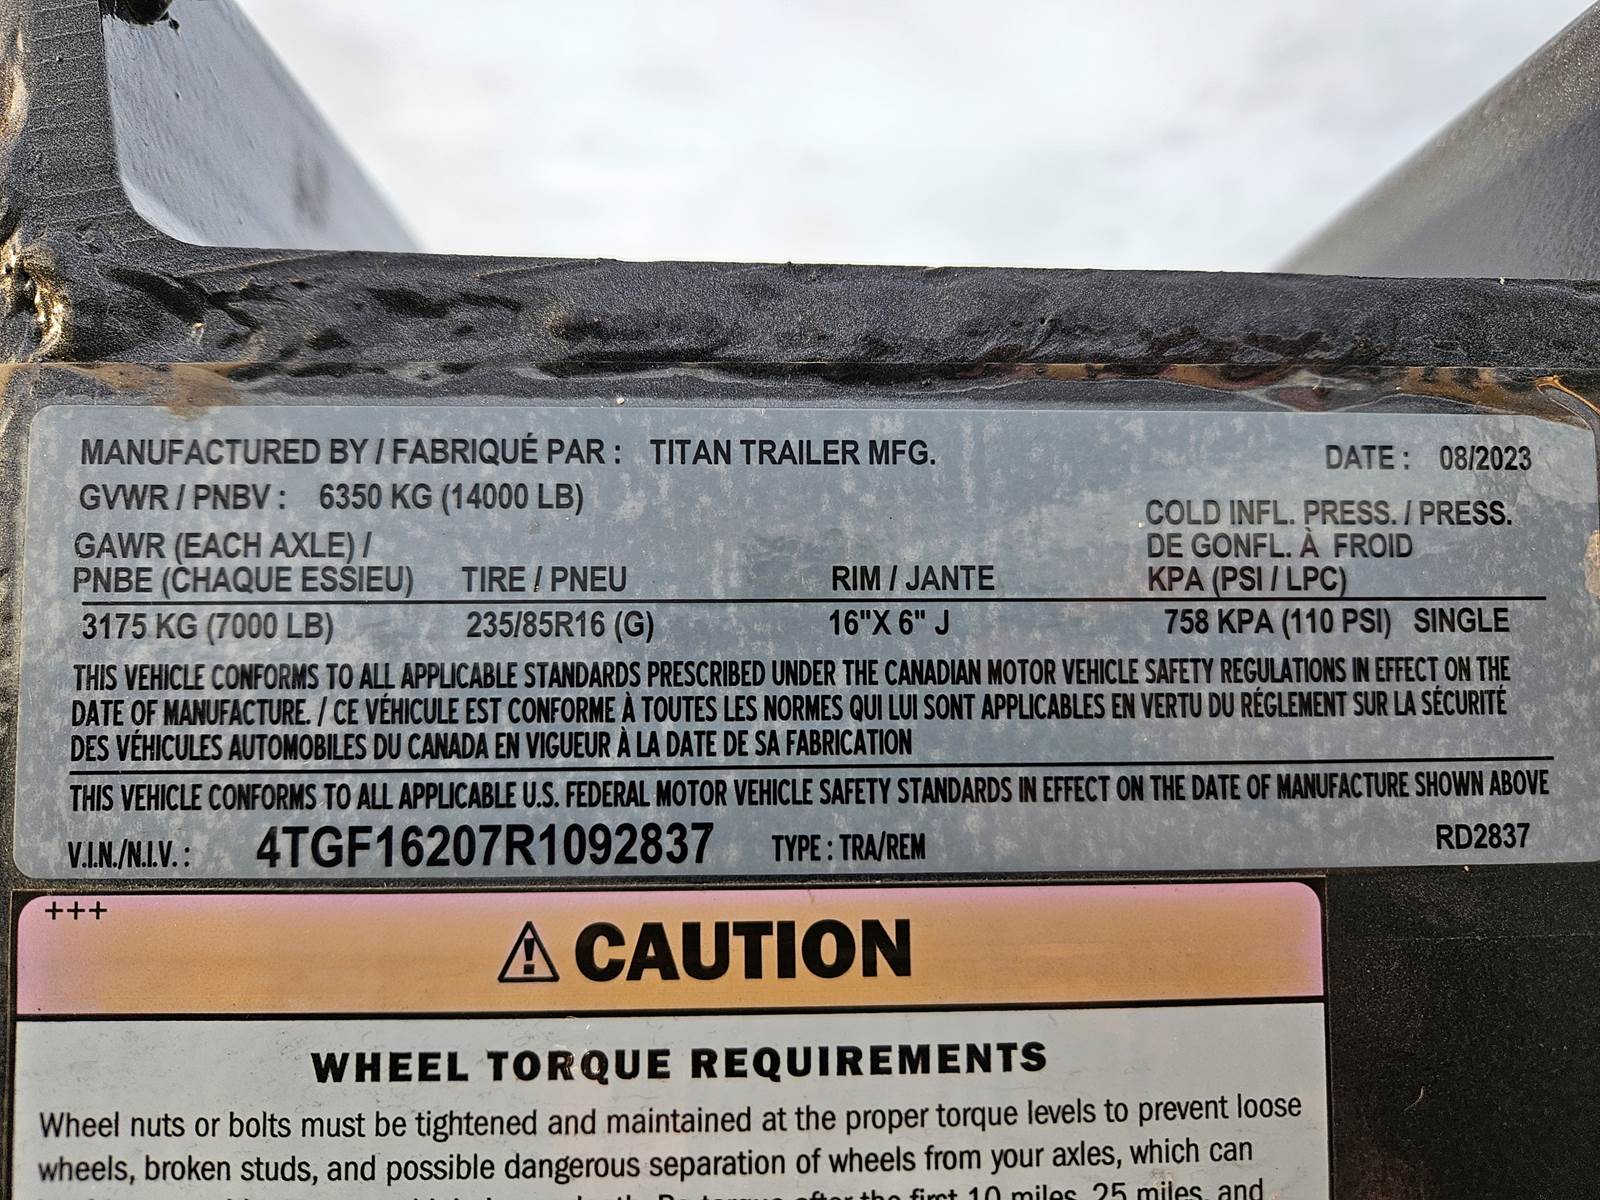 MANUFACTURED BY / FABRIQUÉ PAR : TITAN TRAILER MFG. DATE : 08/2023
GVWR / PNBV : 6350 KG (14000 LB)
COLD INFL. PRESS. / PRESS.
GAWR (EACH AXLE) / DE GONFL. À FROID
PNBE (CHAQUE ESSIEU) TIRE / PNEU RIM / JANTE KPA (PSI / LPC)
3175 KG (7000 LB) 235/85R16 (G) 16"X 6" J 758 KPA (110 PSI) SINGLE
THIS VEHICLE CONFORMS TO ALL APPLICABLE STANDARDS PRESCRIBED UNDER THE CANADIAN MOTOR VEHICLE SAFETY REGULATIONS IN EFFECT ON THE
DATE OF MANUFACTURE. / CE VÉHICULE EST CONFORME À TOUTES LES NORMES QUI LUI SONT APPLICABLES EN VERTU DU RÉGLEMENT SUR LA SÉCURITÉ
DES VÉHICULES AUTOMOBILES DU CANADA EN VIGUEUR À LA DATE DE SA FABRICATION
THIS VEHICLE CONFORMS TO ALL APPLICABLE U.S. FEDERAL MOTOR VEHICLE SAFETY STANDARDS IN EFFECT ON THE DATE OF MANUFACTURE SHOWN ABOVE
V.I.N./N.I.V. : 4TGF16207R1092837 TYPE : TRA/REM RD2837
+++
CAUTION
WHEEL TORQUE REQUIREMENTS
Wheel nuts or bolts must be tightened and maintained at the proper torque levels to prevent loose
wheels, broken studs, and possible dangerous separation of wheels from your axles, which can
after the first 10 miles, 25 miles, and